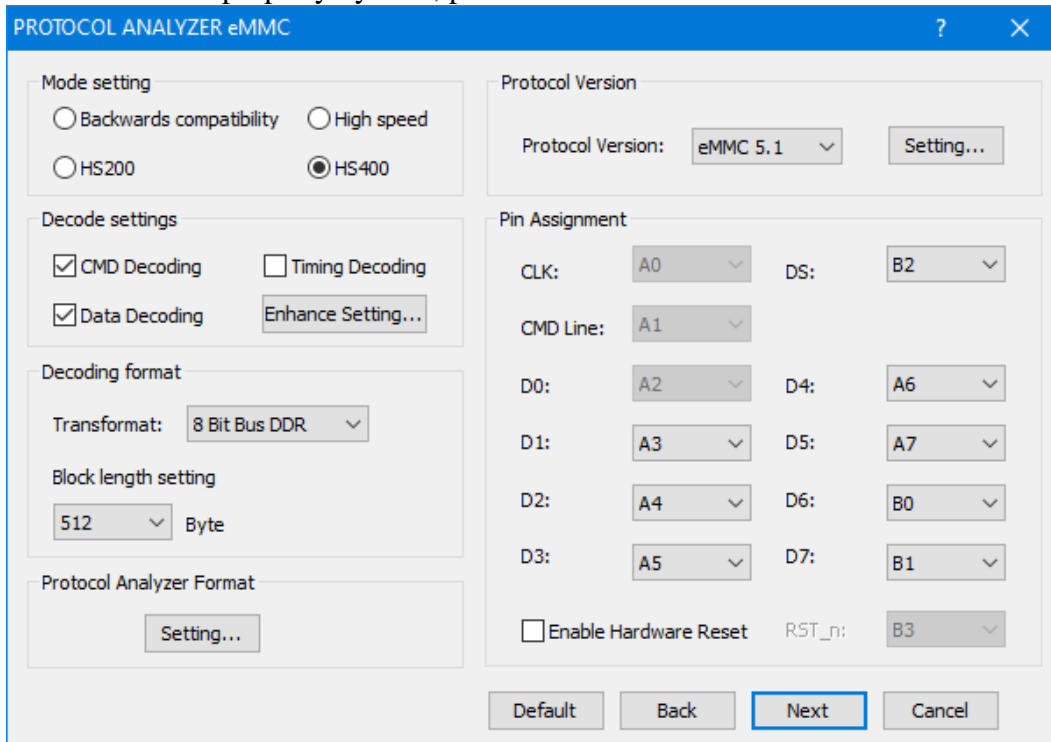 PROTOCOL ANALYZER eMMC
Mode setting
Backwards compatibility High speed
HS200 HS400
Decode settings
CMD Decoding Timing Decoding
Data Decoding Enhance Setting...
Decoding format
Transformat: 8 Bit Bus DDR
Block length setting
512 Byte
Protocol Analyzer Format
Setting...
Protocol Version
Protocol Version: eMMC 5.1 Setting...
Pin Assignment
CLK: A0 DS: B2
CMD Line: A1
D0: A2 D4: A6
D1: A3 D5: A7
D2: A4 D6: B0
D3: A5 D7: B1
Enable Hardware Reset RST_n: B3
Default Back Next Cancel